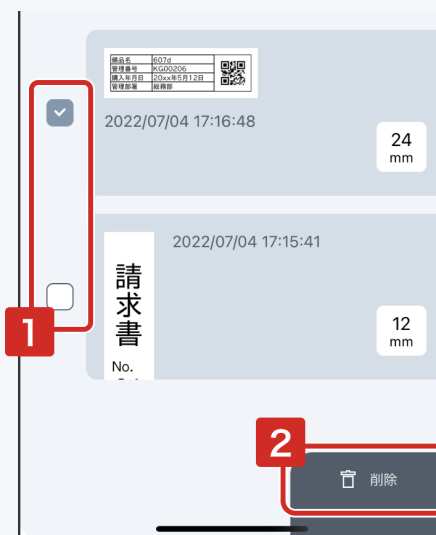 備品名 607d
管理番号 KG00206
購入年月日 20xx年5月12日
管理部署 総務部
2022/07/04 17:16:48
24
mm
2022/07/04 17:15:41
請求書
No.
12
mm
1
2
削除